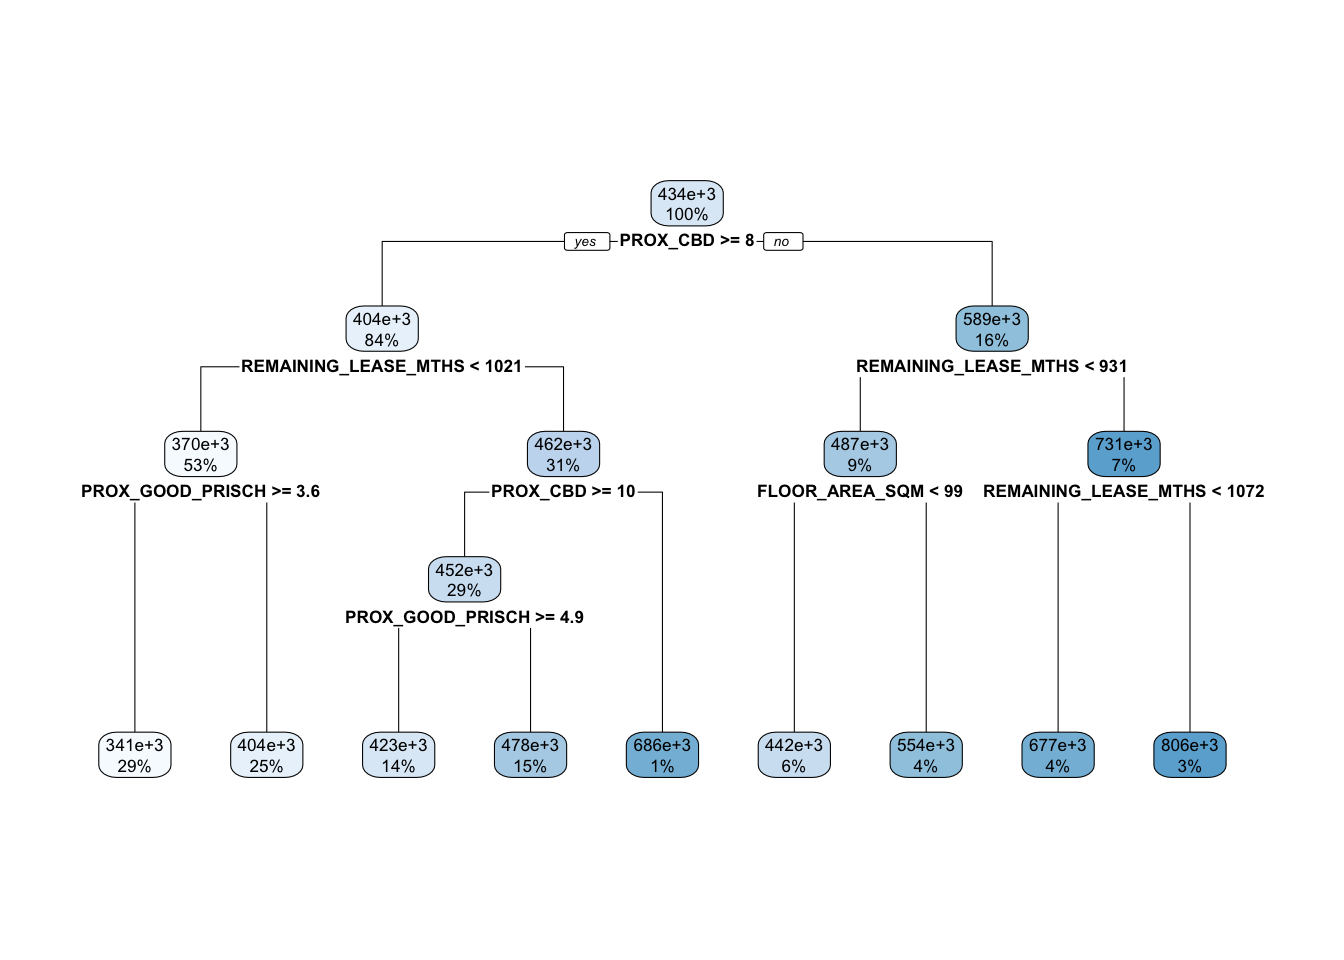 434e+3
100%
yes PROX_CBD >= 8 no
404e+3
84%
589e+3
16%
REMAINING_LEASE_MTHS < 1021
REMAINING_LEASE_MTHS < 931
370e+3
53%
462e+3
31%
487e+3
9%
731e+3
7%
PROX_GOOD_PRISCH >= 3.6
PROX_CBD >= 10
FLOOR_AREA_SQM < 99
REMAINING_LEASE_MTHS < 1072
452e+3
29%
PROX_GOOD_PRISCH >= 4.9
341e+3
29%
404e+3
25%
423e+3
14%
478e+3
15%
686e+3
1%
442e+3
6%
554e+3
4%
677e+3
4%
806e+3
3%